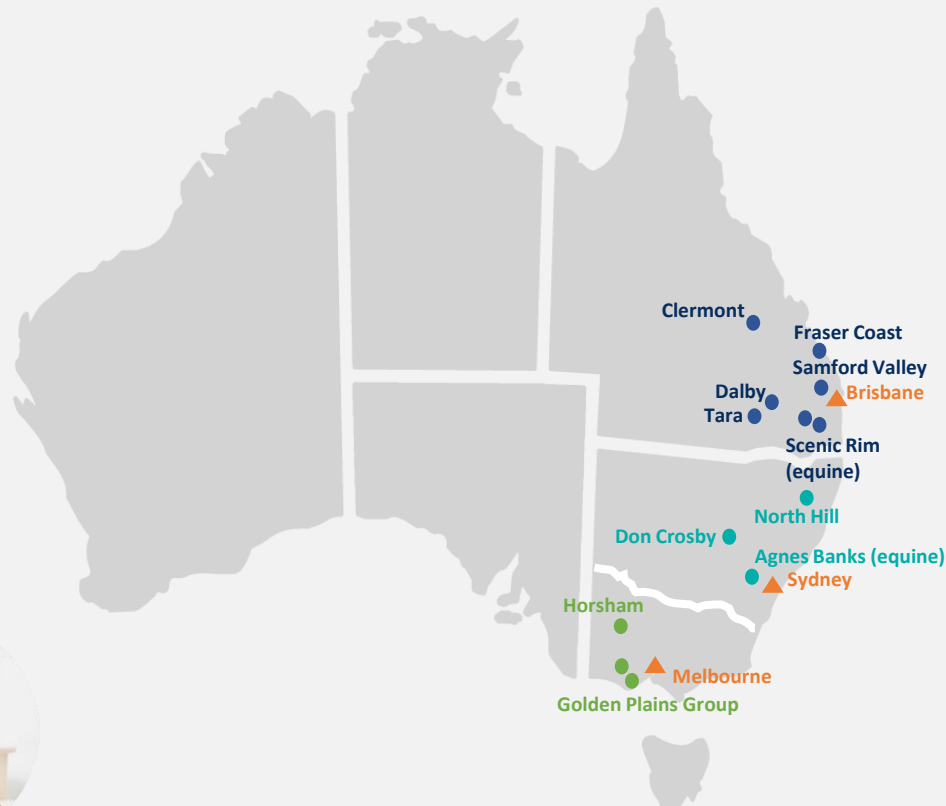 Clermont
Fraser Coast
Samford Valley
Brisbane
Dalby
Tara
Scenic Rim
(equine)
North Hill
Don Crosby
Agnes Banks (equine)
Sydney
Horsham
Melbourne
Golden Plains Group